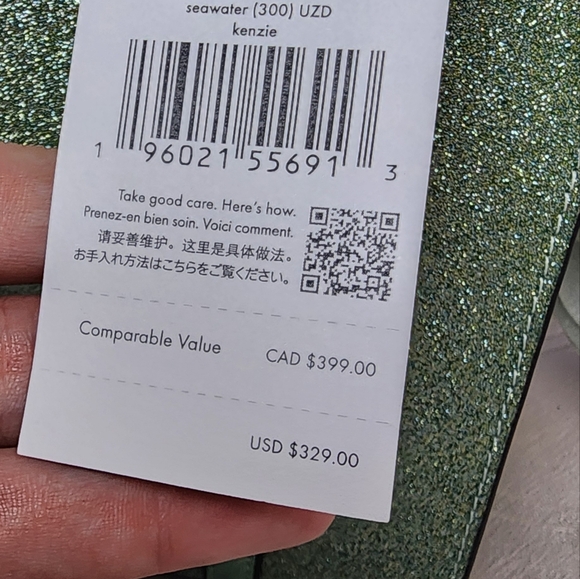 seawater (300) UZD
kenzie
1 96021 55691 3
Take good care. Here's how.
Prenez-en bien soin. Voici comment.
请妥善维护。这里是具体做法。
お手入れ方法はこちらをご覧ください。
Comparable Value CAD $399.00
USD $329.00